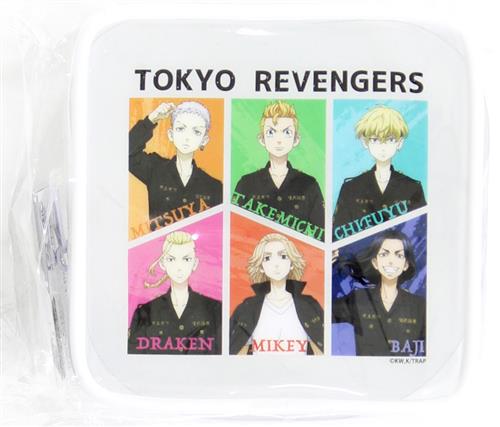 TOKYO REVENGERS
MITSUYA
TAKEMICHI
CHIFUYU
DRAKEN
MIKEY
BAJI
©KW,K/TRAP